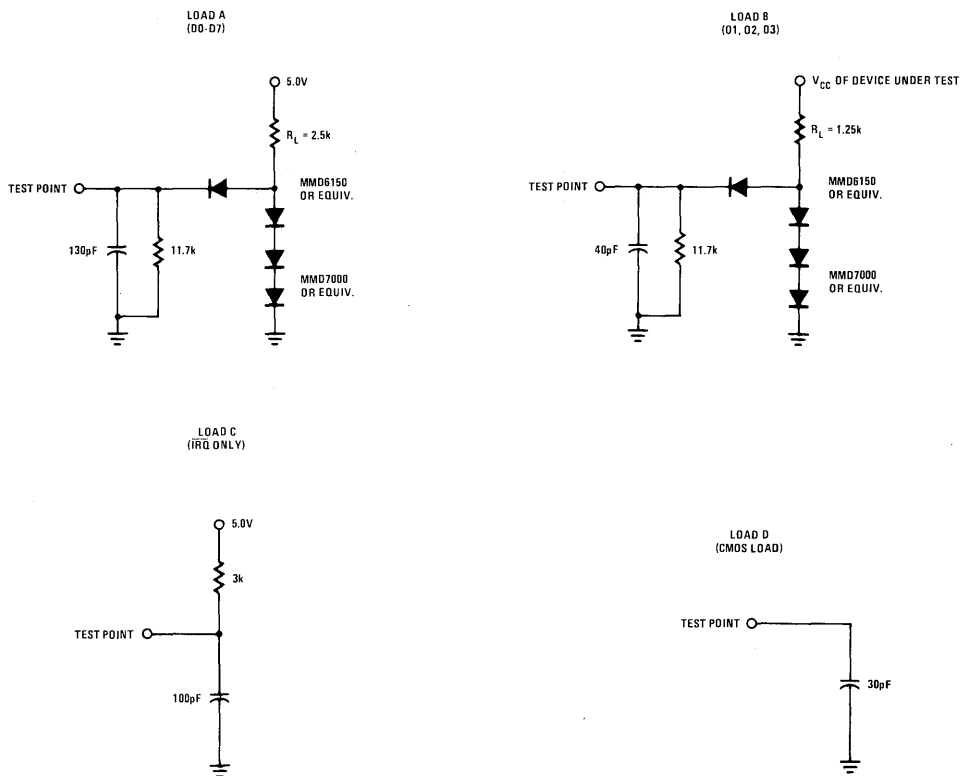 LOAD A
(D0-D7)
5.0V
R_L = 2.5k
TEST POINT
MMD6150
OR EQUIV.
130pF
11.7k
MMD7000
OR EQUIV.
LOAD B
(01, 02, 03)
V_CC OF DEVICE UNDER TEST
R_L = 1.25k
TEST POINT
MMD6150
OR EQUIV.
40pF
11.7k
MMD7000
OR EQUIV.
LOAD C
(I̅R̅Q̅ ONLY)
5.0V
3k
TEST POINT
100pF
LOAD D
(CMOS LOAD)
TEST POINT
30pF